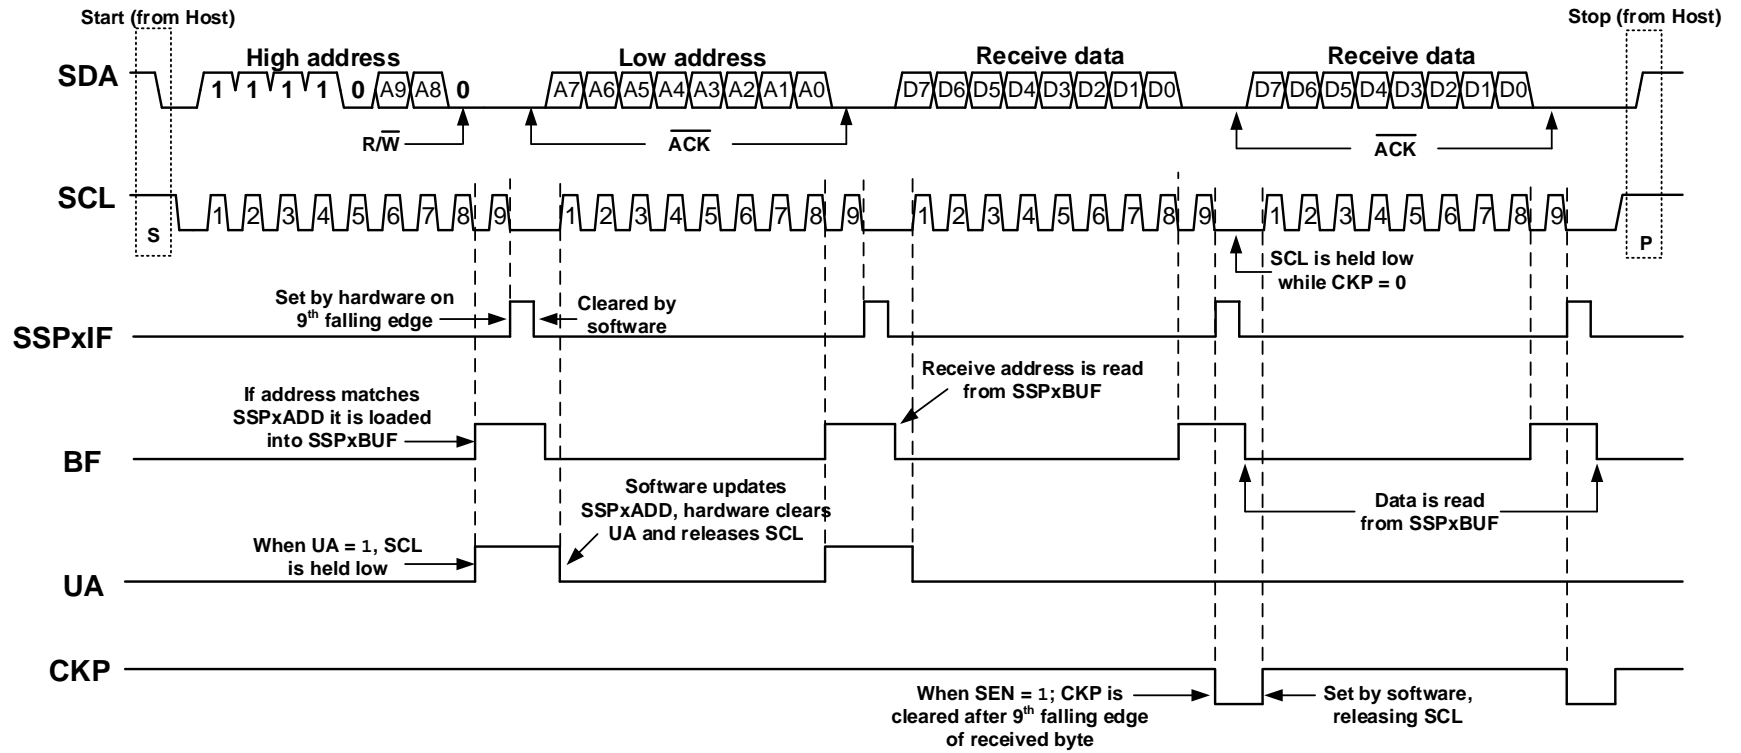 Start (from Host)
Stop (from Host)
High address
Low address
Receive data
Receive data
SDA
1 1 1 1 0 A9 A8 0
A7 A6 A5 A4 A3 A2 A1 A0
D7 D6 D5 D4 D3 D2 D1 D0
D7 D6 D5 D4 D3 D2 D1 D0
R/W̅
A̅C̅K̅
A̅C̅K̅
SCL
1 2 3 4 5 6 7 8 9
1 2 3 4 5 6 7 8 9
1 2 3 4 5 6 7 8 9
1 2 3 4 5 6 7 8 9
S
P
SCL is held low
while CKP = 0
Set by hardware on
9th falling edge
Cleared by
software
SSPxIF
Receive address is read
from SSPxBUF
If address matches
SSPxADD it is loaded
into SSPxBUF
BF
Software updates
SSPxADD, hardware clears
UA and releases SCL
Data is read
from SSPxBUF
When UA = 1, SCL
is held low
UA
CKP
When SEN = 1; CKP is
cleared after 9th falling edge
of received byte
Set by software,
releasing SCL